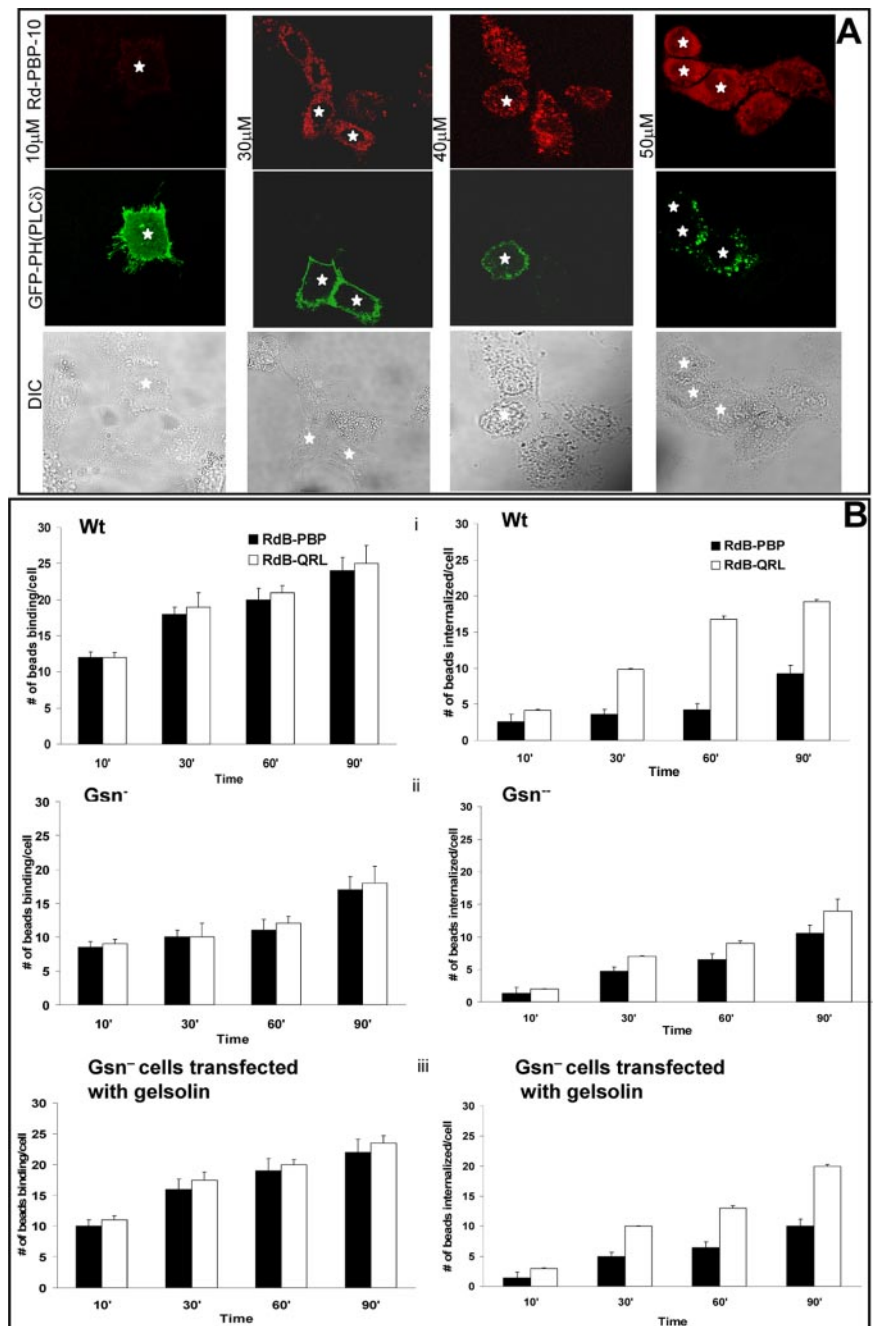 A
10µM Rd-PBP-10
30µM
40µM
50µM
GFP-PH(PLCδ)
DIC
B
Wt
i
Wt
RdB-PBP
RdB-QRL
RdB-PBP
RdB-QRL
# of beads binding/cell
30
25
20
15
10
5
0
10'
30'
60'
90'
Time
# of beads internalized/cell
30
25
20
15
10
5
0
10'
30'
60'
90'
Time
Gsn-
ii
Gsn--
# of beads binding/cell
30
25
20
15
10
5
0
10'
30'
60'
90'
Time
# of beads internalized/cell
30
25
20
15
10
5
0
10'
30'
60'
90'
Time
Gsn– cells transfected
with gelsolin
iii
Gsn– cells transfected
with gelsolin
# of beads binding/cell
30
25
20
15
10
5
0
10'
30'
60'
90'
Time
# of beads internalized/cell
30
25
20
15
10
5
0
10'
30'
60'
90'
Time